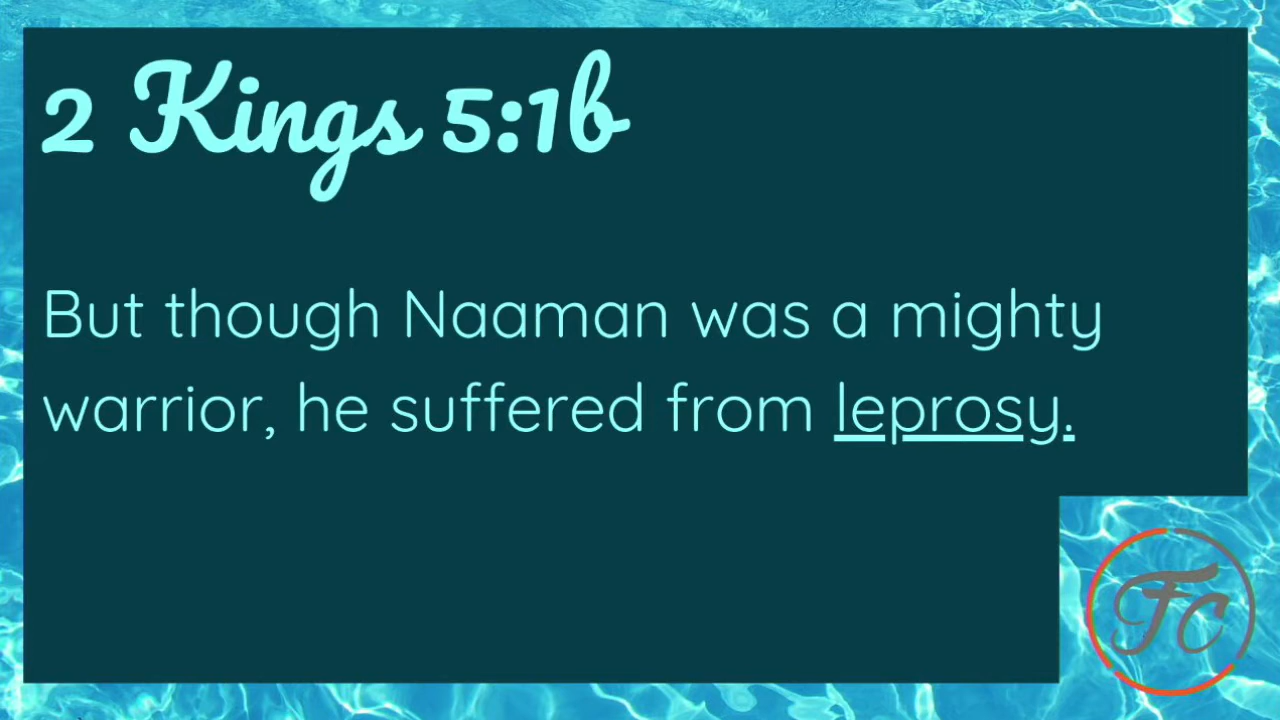 2 Kings 5:1b
But though Naaman was a mighty
warrior, he suffered from leprosy.
Fc